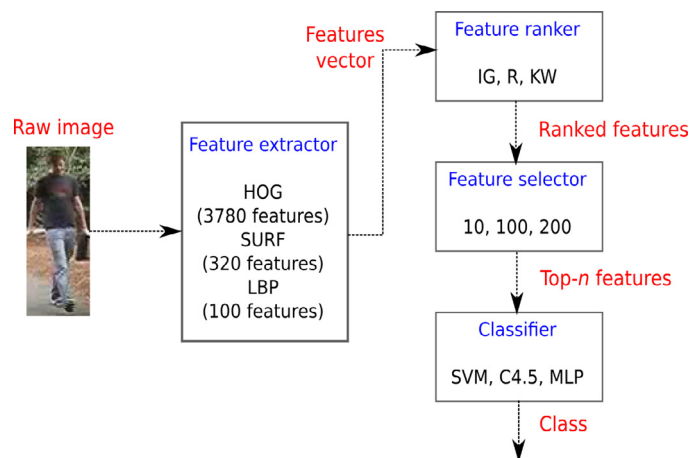 Raw image
Feature extractor
HOG
(3780 features)
SURF
(320 features)
LBP
(100 features)
Features
vector
Feature ranker
IG, R, KW
Ranked features
Feature selector
10, 100, 200
Top-n features
Classifier
SVM, C4.5, MLP
Class